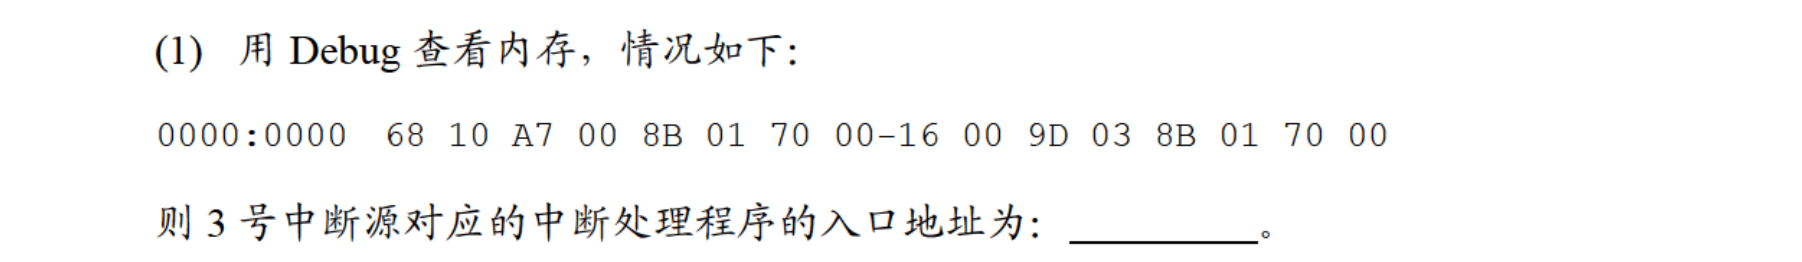 (1) 用 Debug 查看内存，情况如下：
0000:0000 68 10 A7 00 8B 01 70 00-16 00 9D 03 8B 01 70 00
则 3 号中断源对应的中断处理程序的入口地址为：________。